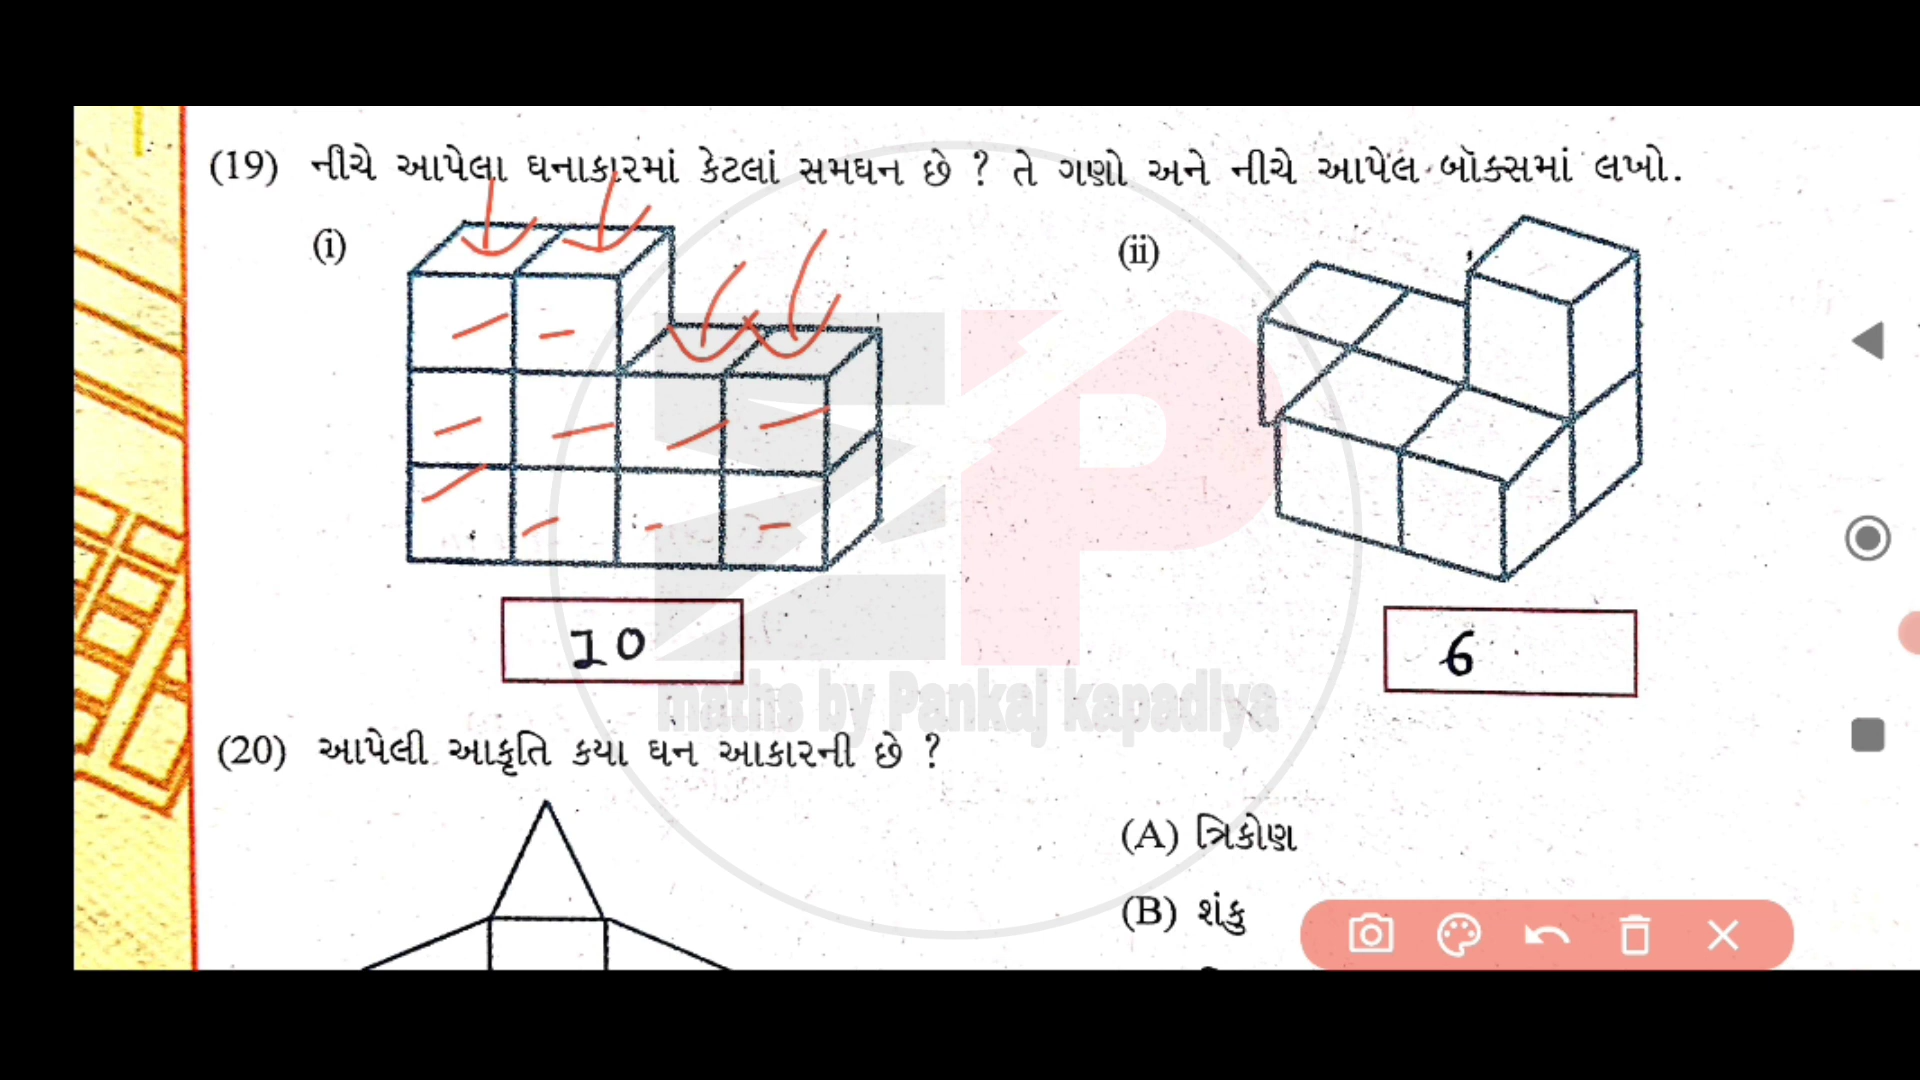 (19) નીચે આપેલા ઘનાકારમાં કેટલાં સમઘન છે ? તે ગણો અને નીચે આપેલ બૉક્સમાં લખો.
(i) (ii)
10 6
maths by Pankaj kapadiya
(20) આપેલી આકૃતિ કયા ઘન આકારની છે ?
(A) ત્રિકોણ
(B) શંકુ